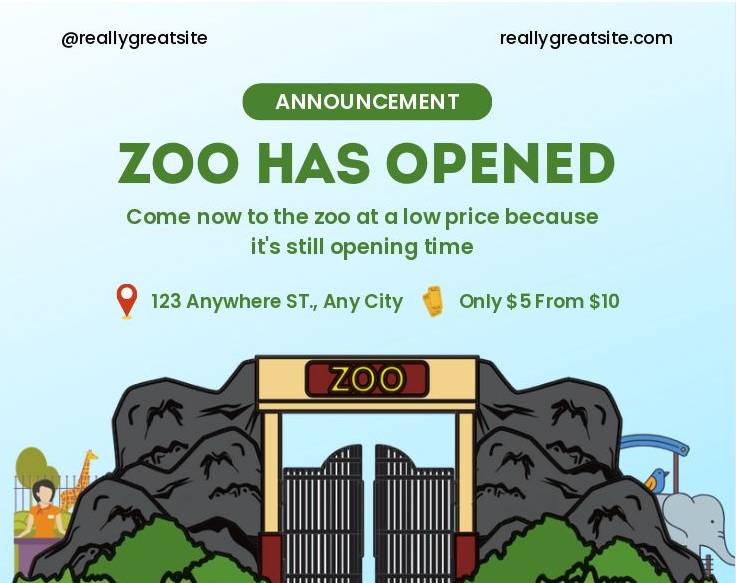 @reallygreatsite
reallygreatsite.com
ANNOUNCEMENT
ZOO HAS OPENED
Come now to the zoo at a low price because
it's still opening time
123 Anywhere ST., Any City
Only $5 From $10
ZOO